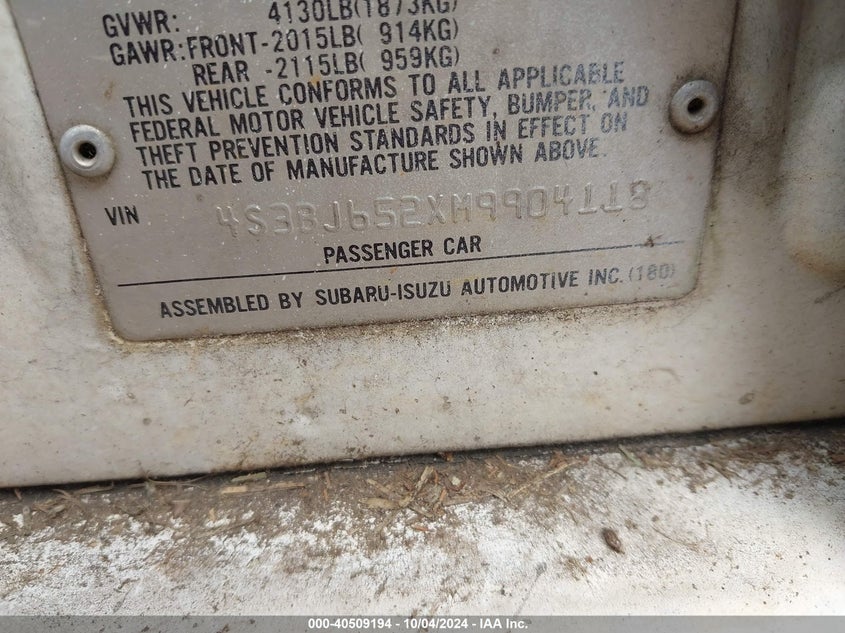 GVWR: 4130LB(1873KG)
GAWR:FRONT-2015LB( 914KG)
REAR -2115LB( 959KG)
THIS VEHICLE CONFORMS TO ALL APPLICABLE
FEDERAL MOTOR VEHICLE SAFETY, BUMPER, AND
THEFT PREVENTION STANDARDS IN EFFECT ON
THE DATE OF MANUFACTURE SHOWN ABOVE.
VIN 4S3BJ652XM9904118
PASSENGER CAR
ASSEMBLED BY SUBARU-ISUZU AUTOMOTIVE INC.(180)
000-40509194 - 10/04/2024 - IAA Inc.